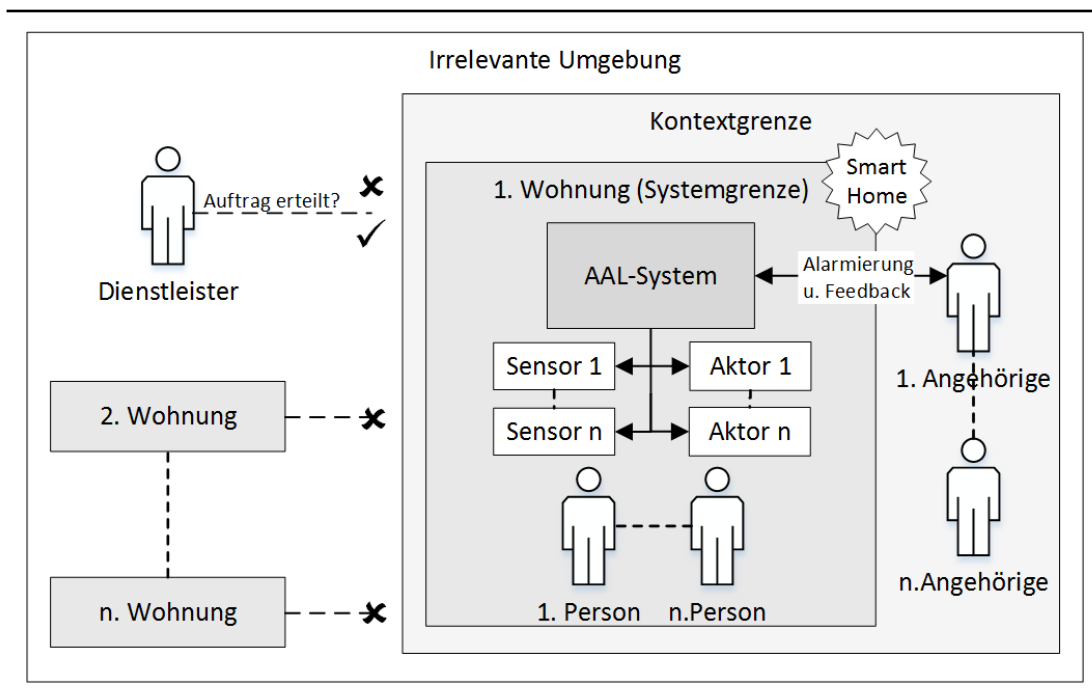 Irrelevante Umgebung
Kontextgrenze
Smart
Home
1. Wohnung (Systemgrenze)
Auftrag erteilt?
Dienstleister
AAL-System
Alarmierung
u. Feedback
Sensor 1
Aktor 1
1. Angehörige
2. Wohnung
Sensor n
Aktor n
n. Wohnung
1. Person
n.Person
n.Angehörige